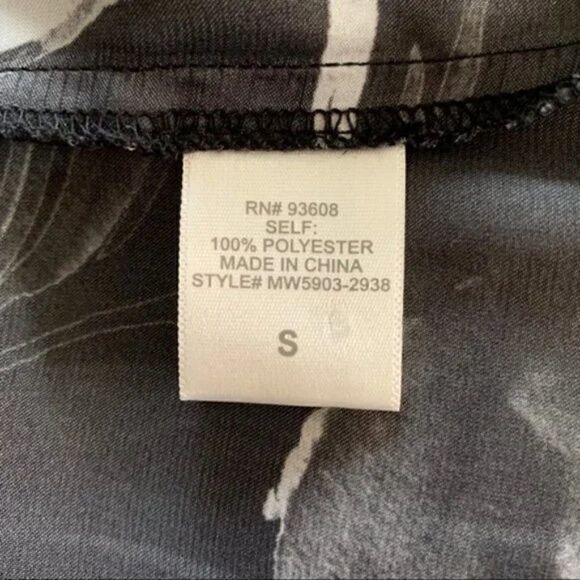 RN# 93608
SELF:
100% POLYESTER
MADE IN CHINA
STYLE# MW5903-2938
S